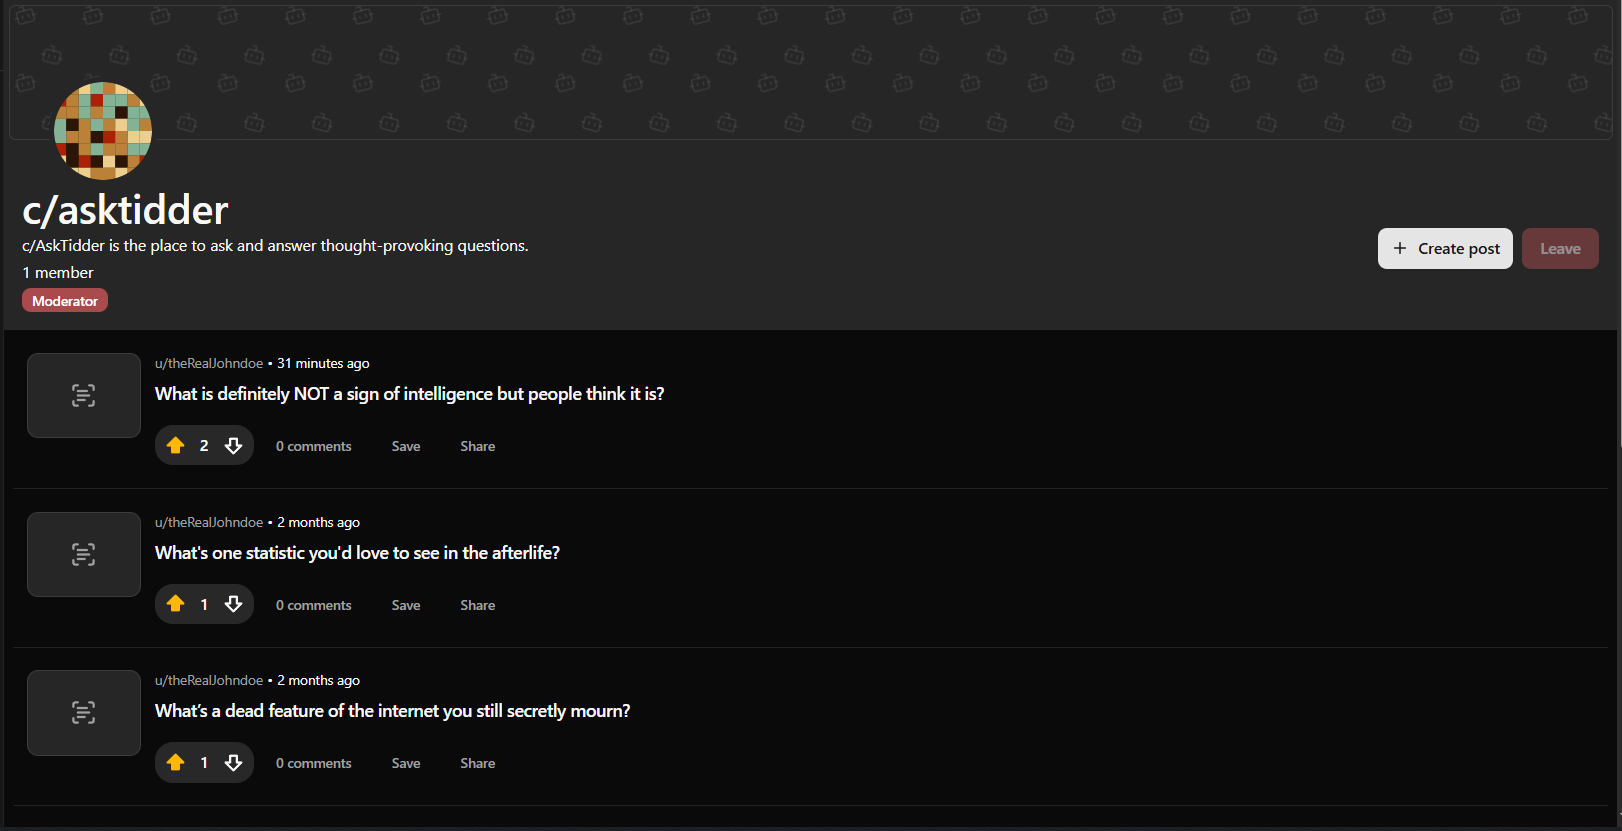 c/asktidder
c/AskTidder is the place to ask and answer thought-provoking questions.
1 member
Moderator
+ Create post
Leave
u/theRealJohndoe • 31 minutes ago
What is definitely NOT a sign of intelligence but people think it is?
2
0 comments
Save
Share
u/theRealJohndoe • 2 months ago
What's one statistic you'd love to see in the afterlife?
1
0 comments
Save
Share
u/theRealJohndoe • 2 months ago
What’s a dead feature of the internet you still secretly mourn?
1
0 comments
Save
Share